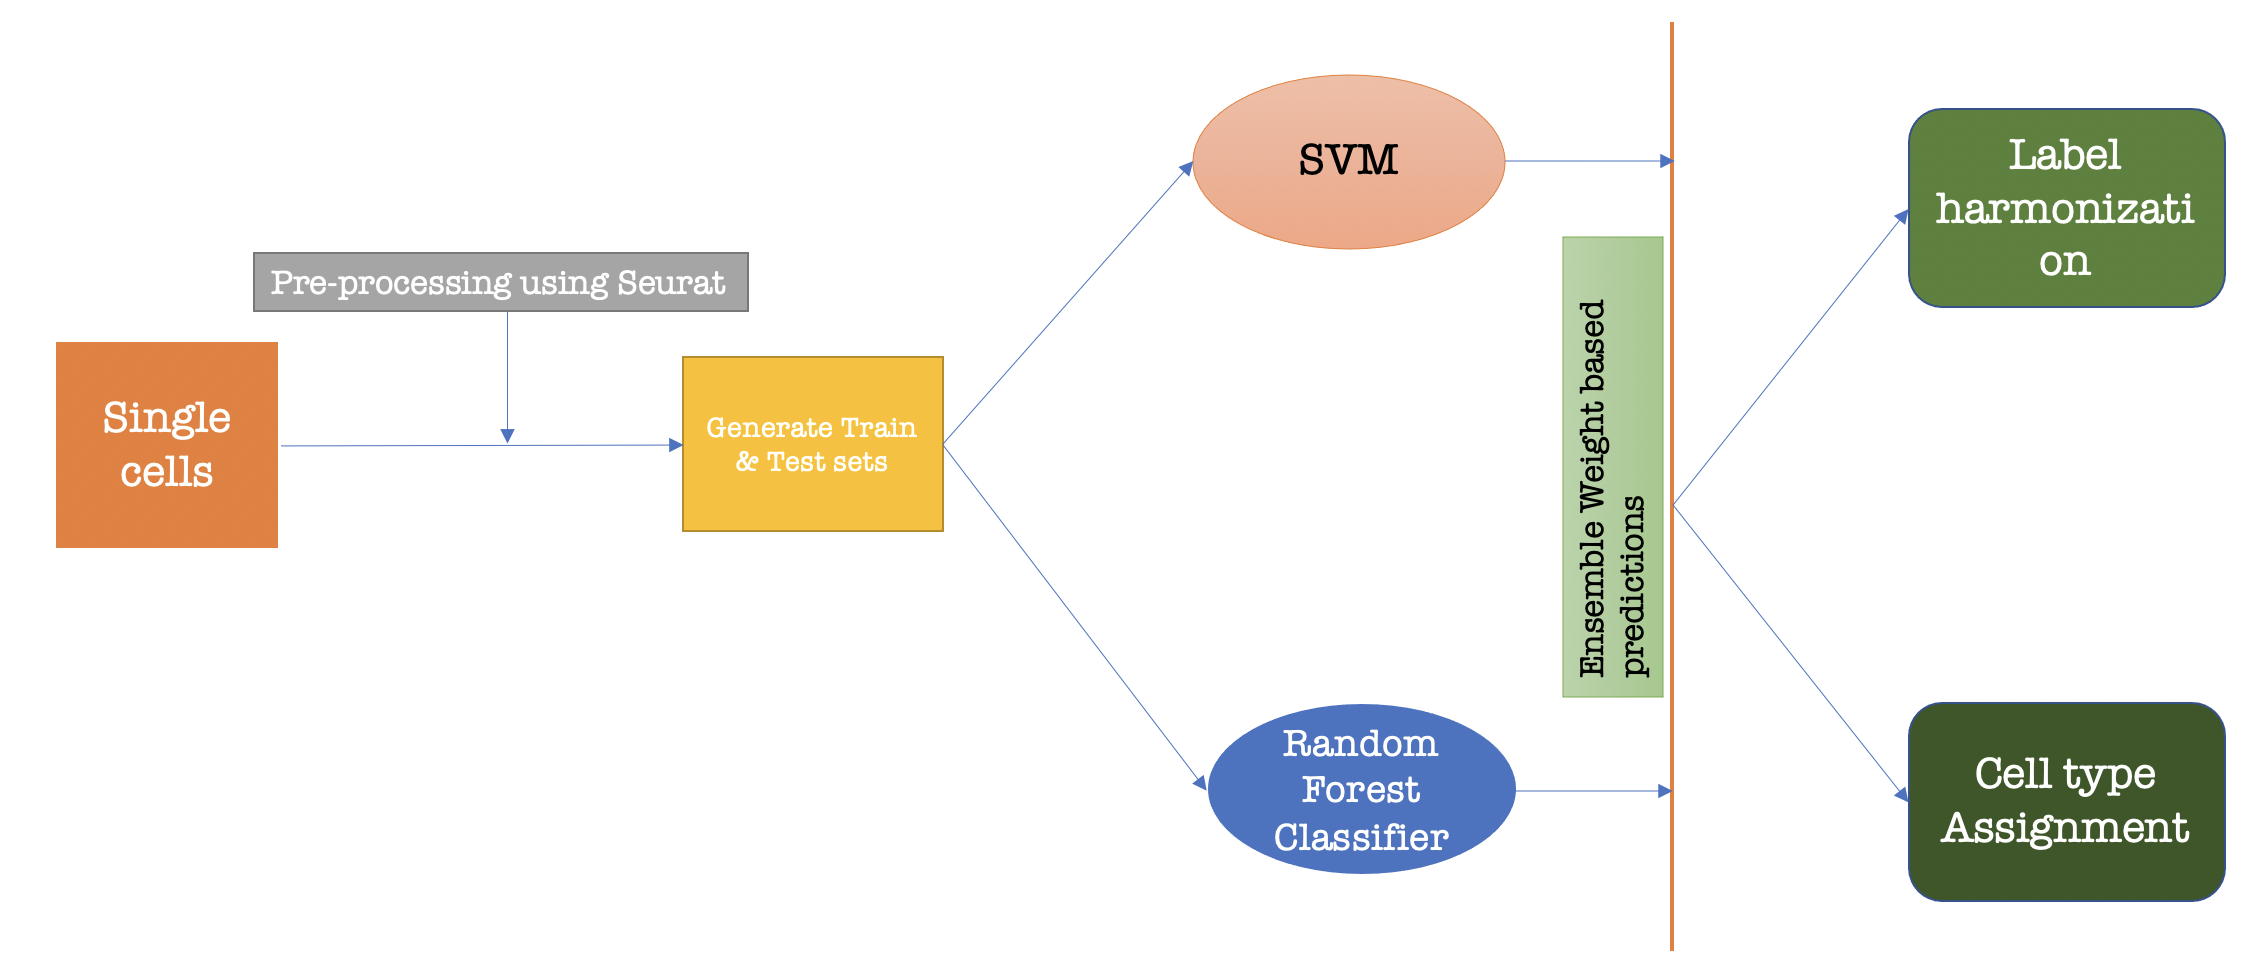 Pre-processing using Seurat
Single
cells
Generate Train
& Test sets
SVM
Random
Forest
Classifier
Ensemble Weight based
predictions
Label
harmonizati
on
Cell type
Assignment